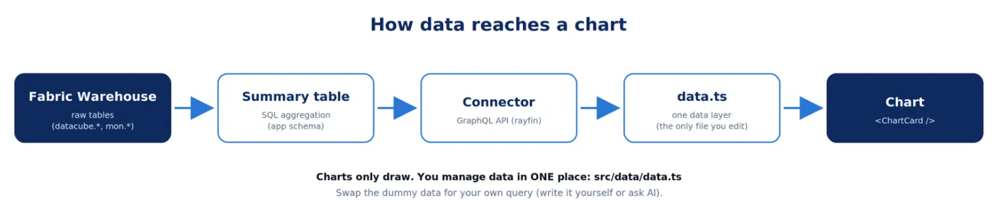 How data reaches a chart
Fabric Warehouse
raw tables
(datacube.*, mon.*)
Summary table
SQL aggregation
(app schema)
Connector
GraphQL API (rayfin)
data.ts
one data layer
(the only file you edit)
Chart
<ChartCard />
Charts only draw. You manage data in ONE place: src/data/data.ts
Swap the dummy data for your own query (write it yourself or ask AI).